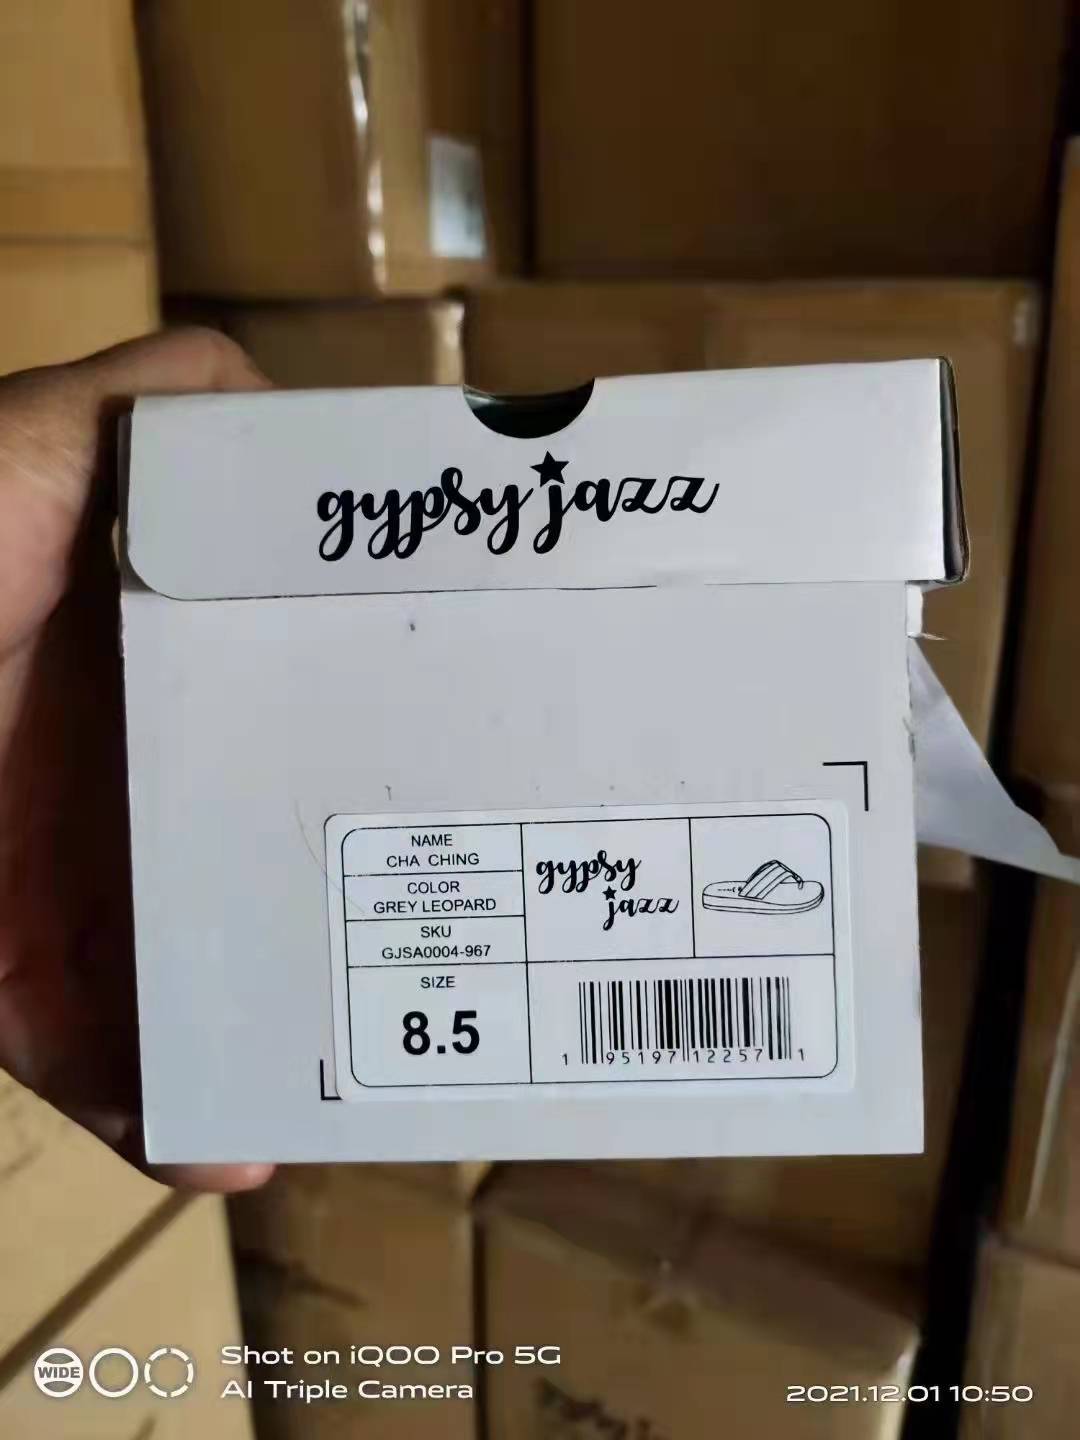 gypsy jazz
NAME
CHA CHING
COLOR
GREY LEOPARD
SKU
GJSA0004-967
SIZE
8.5
gypsy
jazz
1 95197 12257 1
WIDE
Shot on iQOO Pro 5G
AI Triple Camera
2021.12.01 10:50